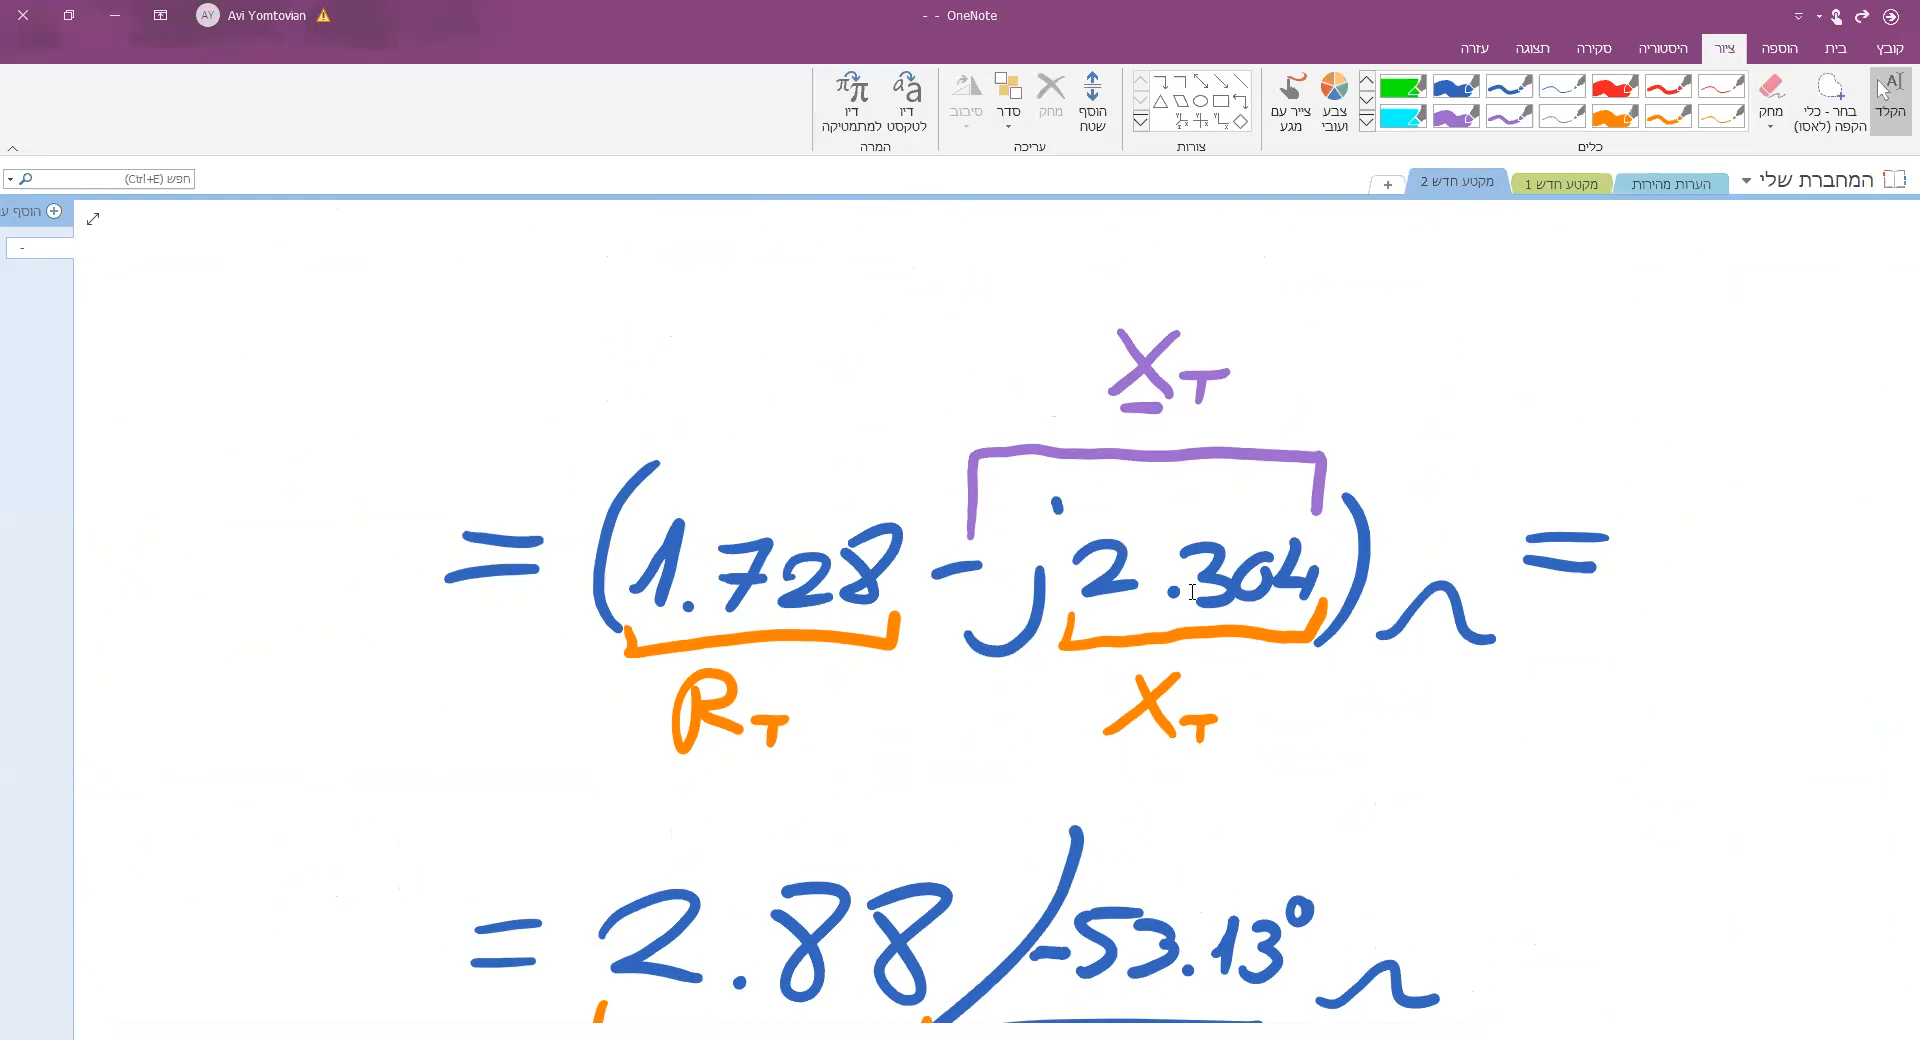 Avi Yomtovian
- - OneNote
קובץ בית הוספה ציור היסטוריה סקירה תצוגה עזרה
הקלד
בחר - כלי הקפה (לאסו)
מחק
כלים
צבע ועובי
צייר עם מגע
צורות
הוסף שטח
מחק
סדר
סיבוב
עריכה
דיו לטקסט
דיו למתמטיקה
המרה
המחברת שלי
הערות מהירות
מקטע חדש 1
מקטע חדש 2
+
חפש (Ctrl+E)
-
X_T
= (1.728 - j2.304) Ω =
R_T X_T
= 2.88 ∠-53.13° Ω